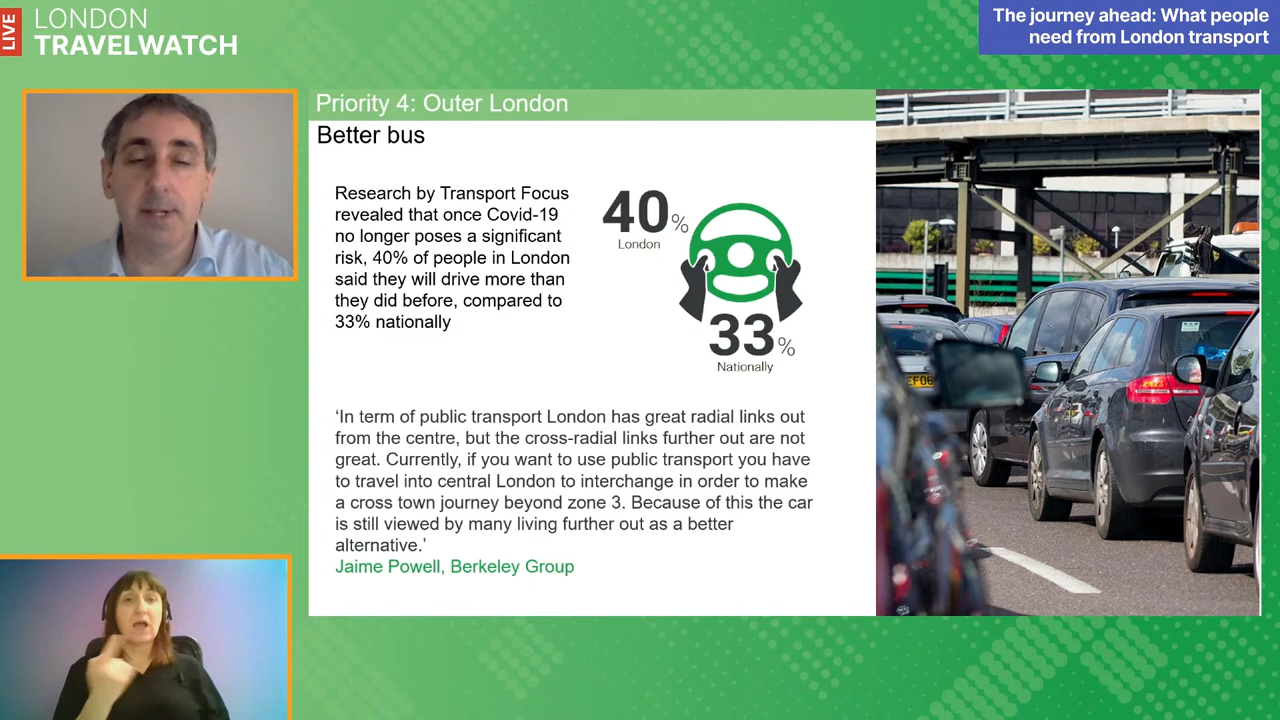 LIVE
LONDON
TRAVELWATCH
The journey ahead: What people
need from London transport
Priority 4: Outer London
Better bus
Research by Transport Focus
revealed that once Covid-19
no longer poses a significant
risk, 40% of people in London
said they will drive more than
they did before, compared to
33% nationally
40%
London
33%
Nationally
‘In term of public transport London has great radial links out
from the centre, but the cross-radial links further out are not
great. Currently, if you want to use public transport you have
to travel into central London to interchange in order to make
a cross town journey beyond zone 3. Because of this the car
is still viewed by many living further out as a better
alternative.’
Jaime Powell, Berkeley Group